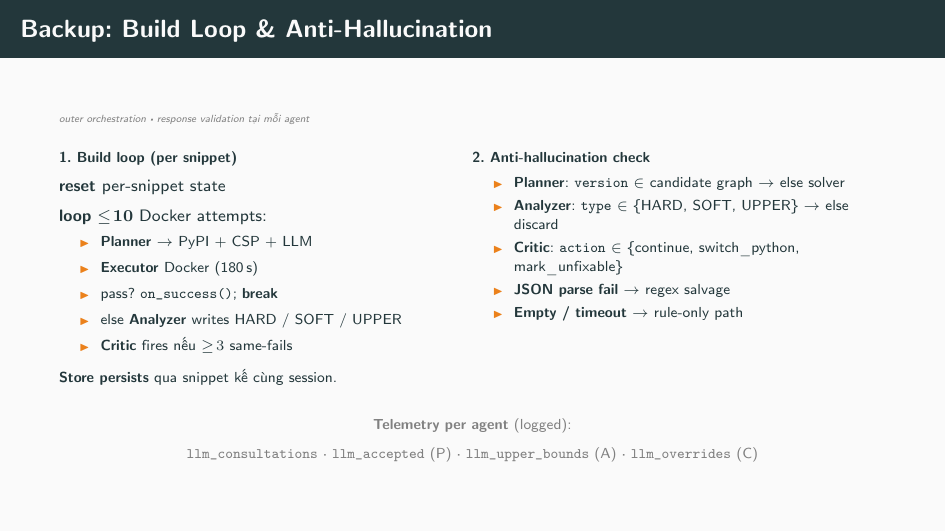 Backup: Build Loop & Anti-Hallucination
outer orchestration • response validation tại mỗi agent
1. Build loop (per snippet)
reset per-snippet state
loop ≤10 Docker attempts:
▶ Planner → PyPI + CSP + LLM
▶ Executor Docker (180 s)
▶ pass? on_success(); break
▶ else Analyzer writes HARD / SOFT / UPPER
▶ Critic fires nếu ≥ 3 same-fails
Store persists qua snippet kế cùng session.
2. Anti-hallucination check
▶ Planner: version ∈ candidate graph → else solver
▶ Analyzer: type ∈ {HARD, SOFT, UPPER} → else
discard
▶ Critic: action ∈ {continue, switch_python,
mark_unfixable}
▶ JSON parse fail → regex salvage
▶ Empty / timeout → rule-only path
Telemetry per agent (logged):
llm_consultations · llm_accepted (P) · llm_upper_bounds (A) · llm_overrides (C)